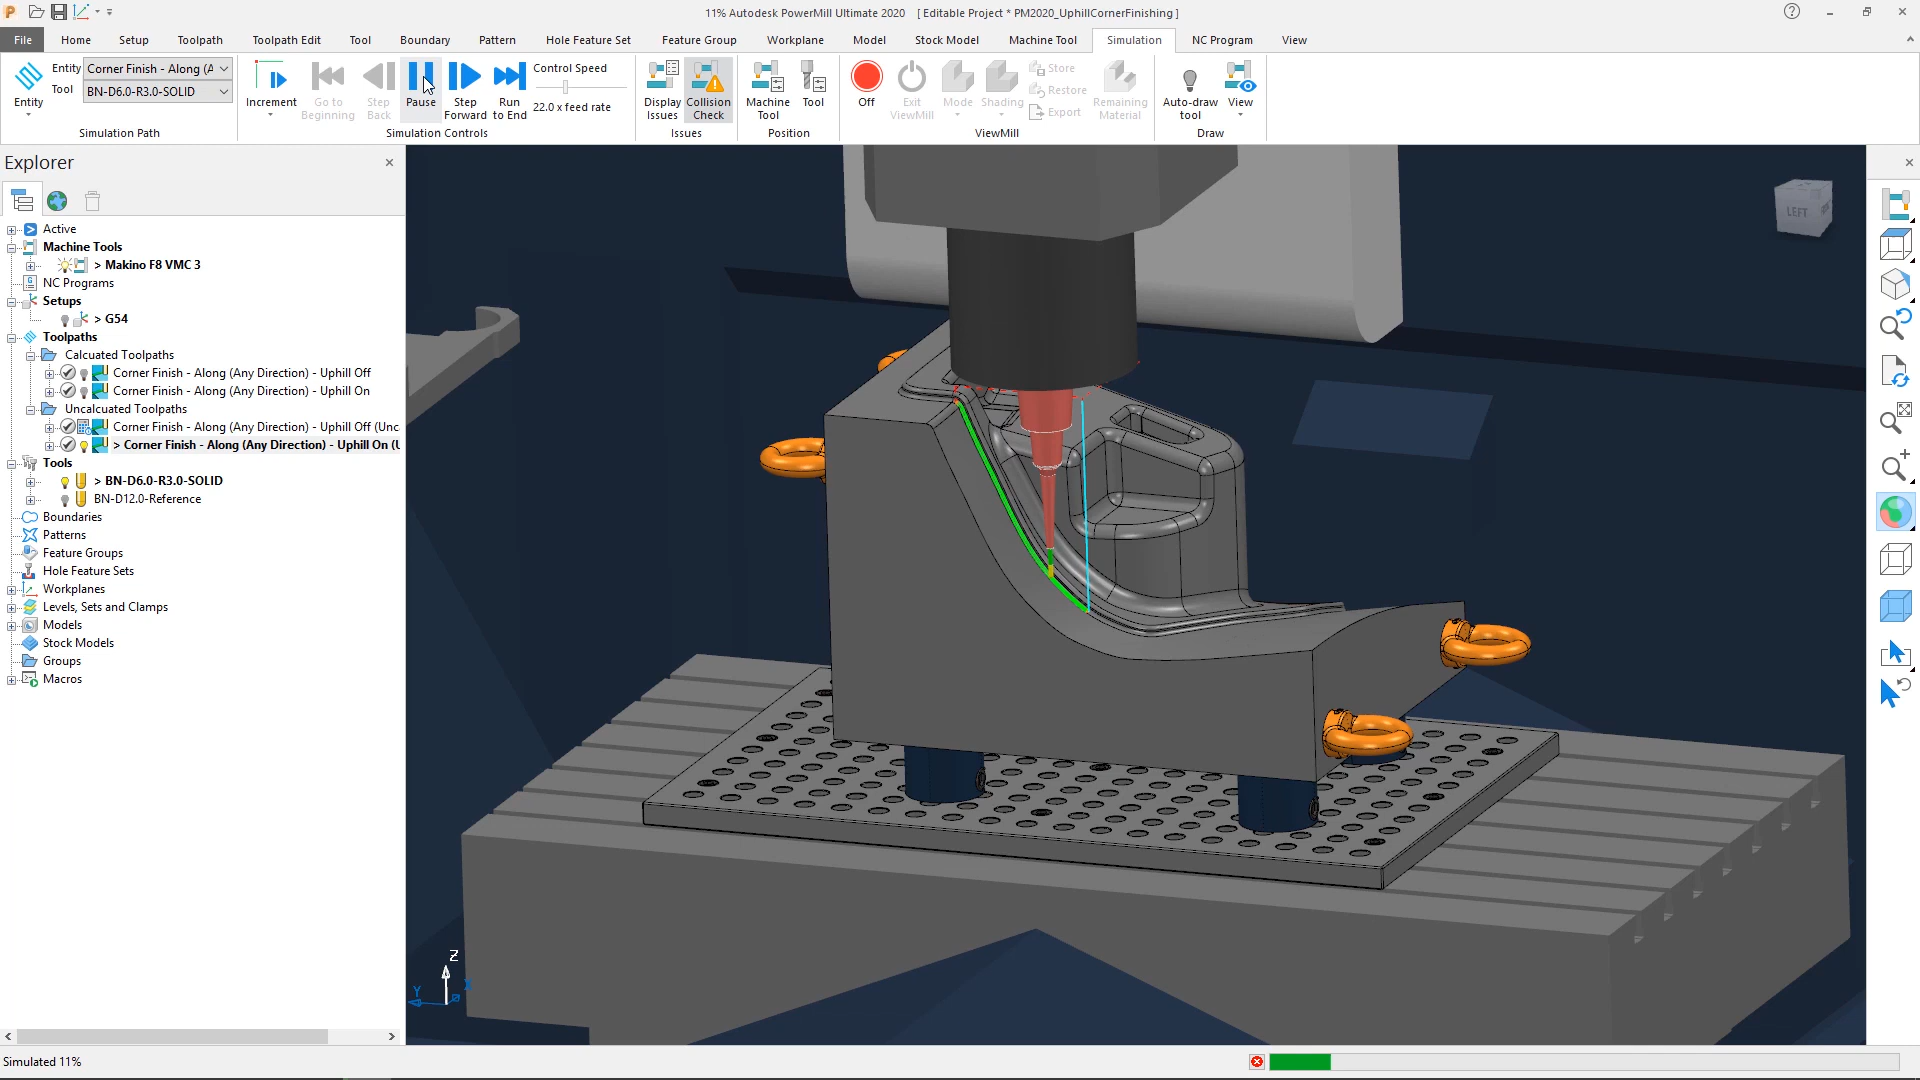 11% Autodesk PowerMill Ultimate 2020 [ Editable Project * PM2020_UphillCornerFinishing ]
File Home Setup Toolpath Toolpath Edit Tool Boundary Pattern Hole Feature Set Feature Group Workplane Model Stock Model Machine Tool Simulation NC Program View
Entity
Entity Corner Finish - Along (A
Tool BN-D6.0-R3.0-SOLID
Simulation Path
Increment
Go to Beginning
Step Back
Pause
Step Forward
Run to End
Control Speed
22.0 x feed rate
Simulation Controls
Display Issues
Collision Check
Issues
Machine Tool
Tool
Position
Off
Exit ViewMill
Mode
Shading
Store
Restore
Export
Remaining Material
ViewMill
Auto-draw tool
View
Draw
Explorer
Active
Machine Tools
> Makino F8 VMC 3
NC Programs
Setups
> G54
Toolpaths
Calcuated Toolpaths
Corner Finish - Along (Any Direction) - Uphill Off
Corner Finish - Along (Any Direction) - Uphill On
Uncalcuated Toolpaths
Corner Finish - Along (Any Direction) - Uphill Off (Unc
> Corner Finish - Along (Any Direction) - Uphill On (U
Tools
> BN-D6.0-R3.0-SOLID
BN-D12.0-Reference
Boundaries
Patterns
Feature Groups
Hole Feature Sets
Workplanes
Levels, Sets and Clamps
Models
Stock Models
Groups
Macros
LEFT
Z
Y
X
Simulated 11%